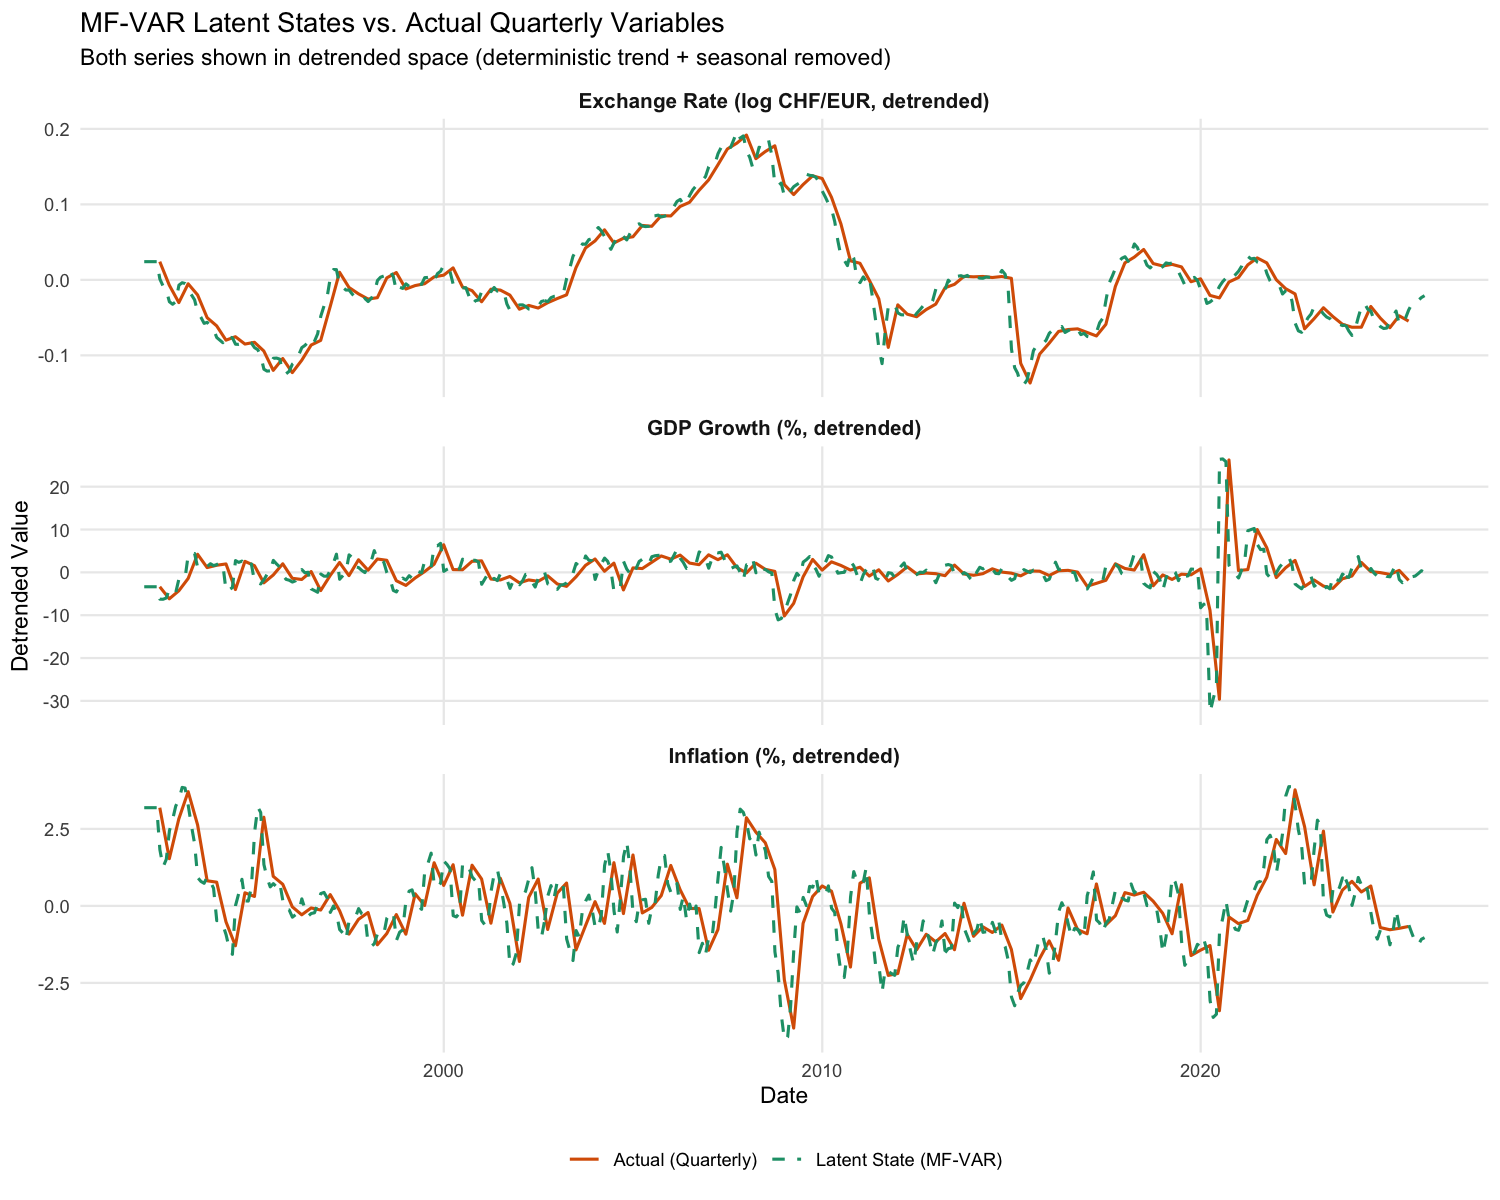 MF-VAR Latent States vs. Actual Quarterly Variables
Both series shown in detrended space (deterministic trend + seasonal removed)
Exchange Rate (log CHF/EUR, detrended)
0.2
0.1
0.0
-0.1
GDP Growth (%, detrended)
20
10
0
-10
-20
-30
Inflation (%, detrended)
2.5
0.0
-2.5
Detrended Value
2000
2010
2020
Date
Actual (Quarterly)
Latent State (MF-VAR)